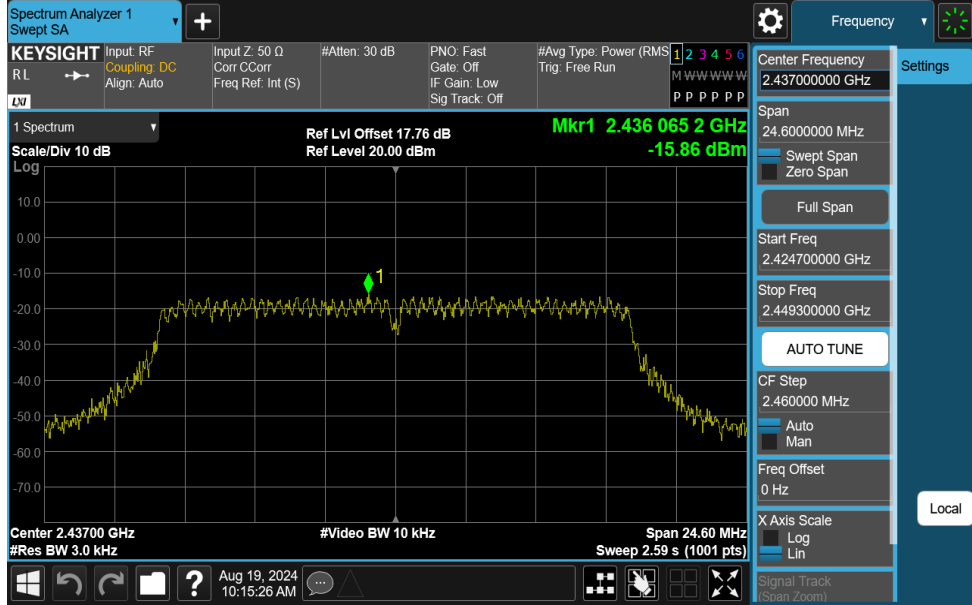 Spectrum Analyzer 1
Swept SA
Frequency
KEYSIGHT
R L
LXI
Input: RF
Coupling: DC
Align: Auto
Input Z: 50 Ω
Corr CCorr
Freq Ref: Int (S)
#Atten: 30 dB
PNO: Fast
Gate: Off
IF Gain: Low
Sig Track: Off
#Avg Type: Power (RMS
Trig: Free Run
1 2 3 4 5 6
M W W W W W
P P P P P P
1 Spectrum
Scale/Div 10 dB
Log
Ref Lvl Offset 17.76 dB
Ref Level 20.00 dBm
Mkr1 2.436 065 2 GHz
-15.86 dBm
10.0
0.00
-10.0
-20.0
-30.0
-40.0
-50.0
-60.0
-70.0
1
Center 2.43700 GHz
#Res BW 3.0 kHz
#Video BW 10 kHz
Span 24.60 MHz
Sweep 2.59 s (1001 pts)
Aug 19, 2024
10:15:26 AM
Center Frequency
2.437000000 GHz
Span
24.6000000 MHz
Swept Span
Zero Span
Full Span
Start Freq
2.424700000 GHz
Stop Freq
2.449300000 GHz
AUTO TUNE
CF Step
2.460000 MHz
Auto
Man
Freq Offset
0 Hz
X Axis Scale
Log
Lin
Signal Track
(Span Zoom)
Settings
Local